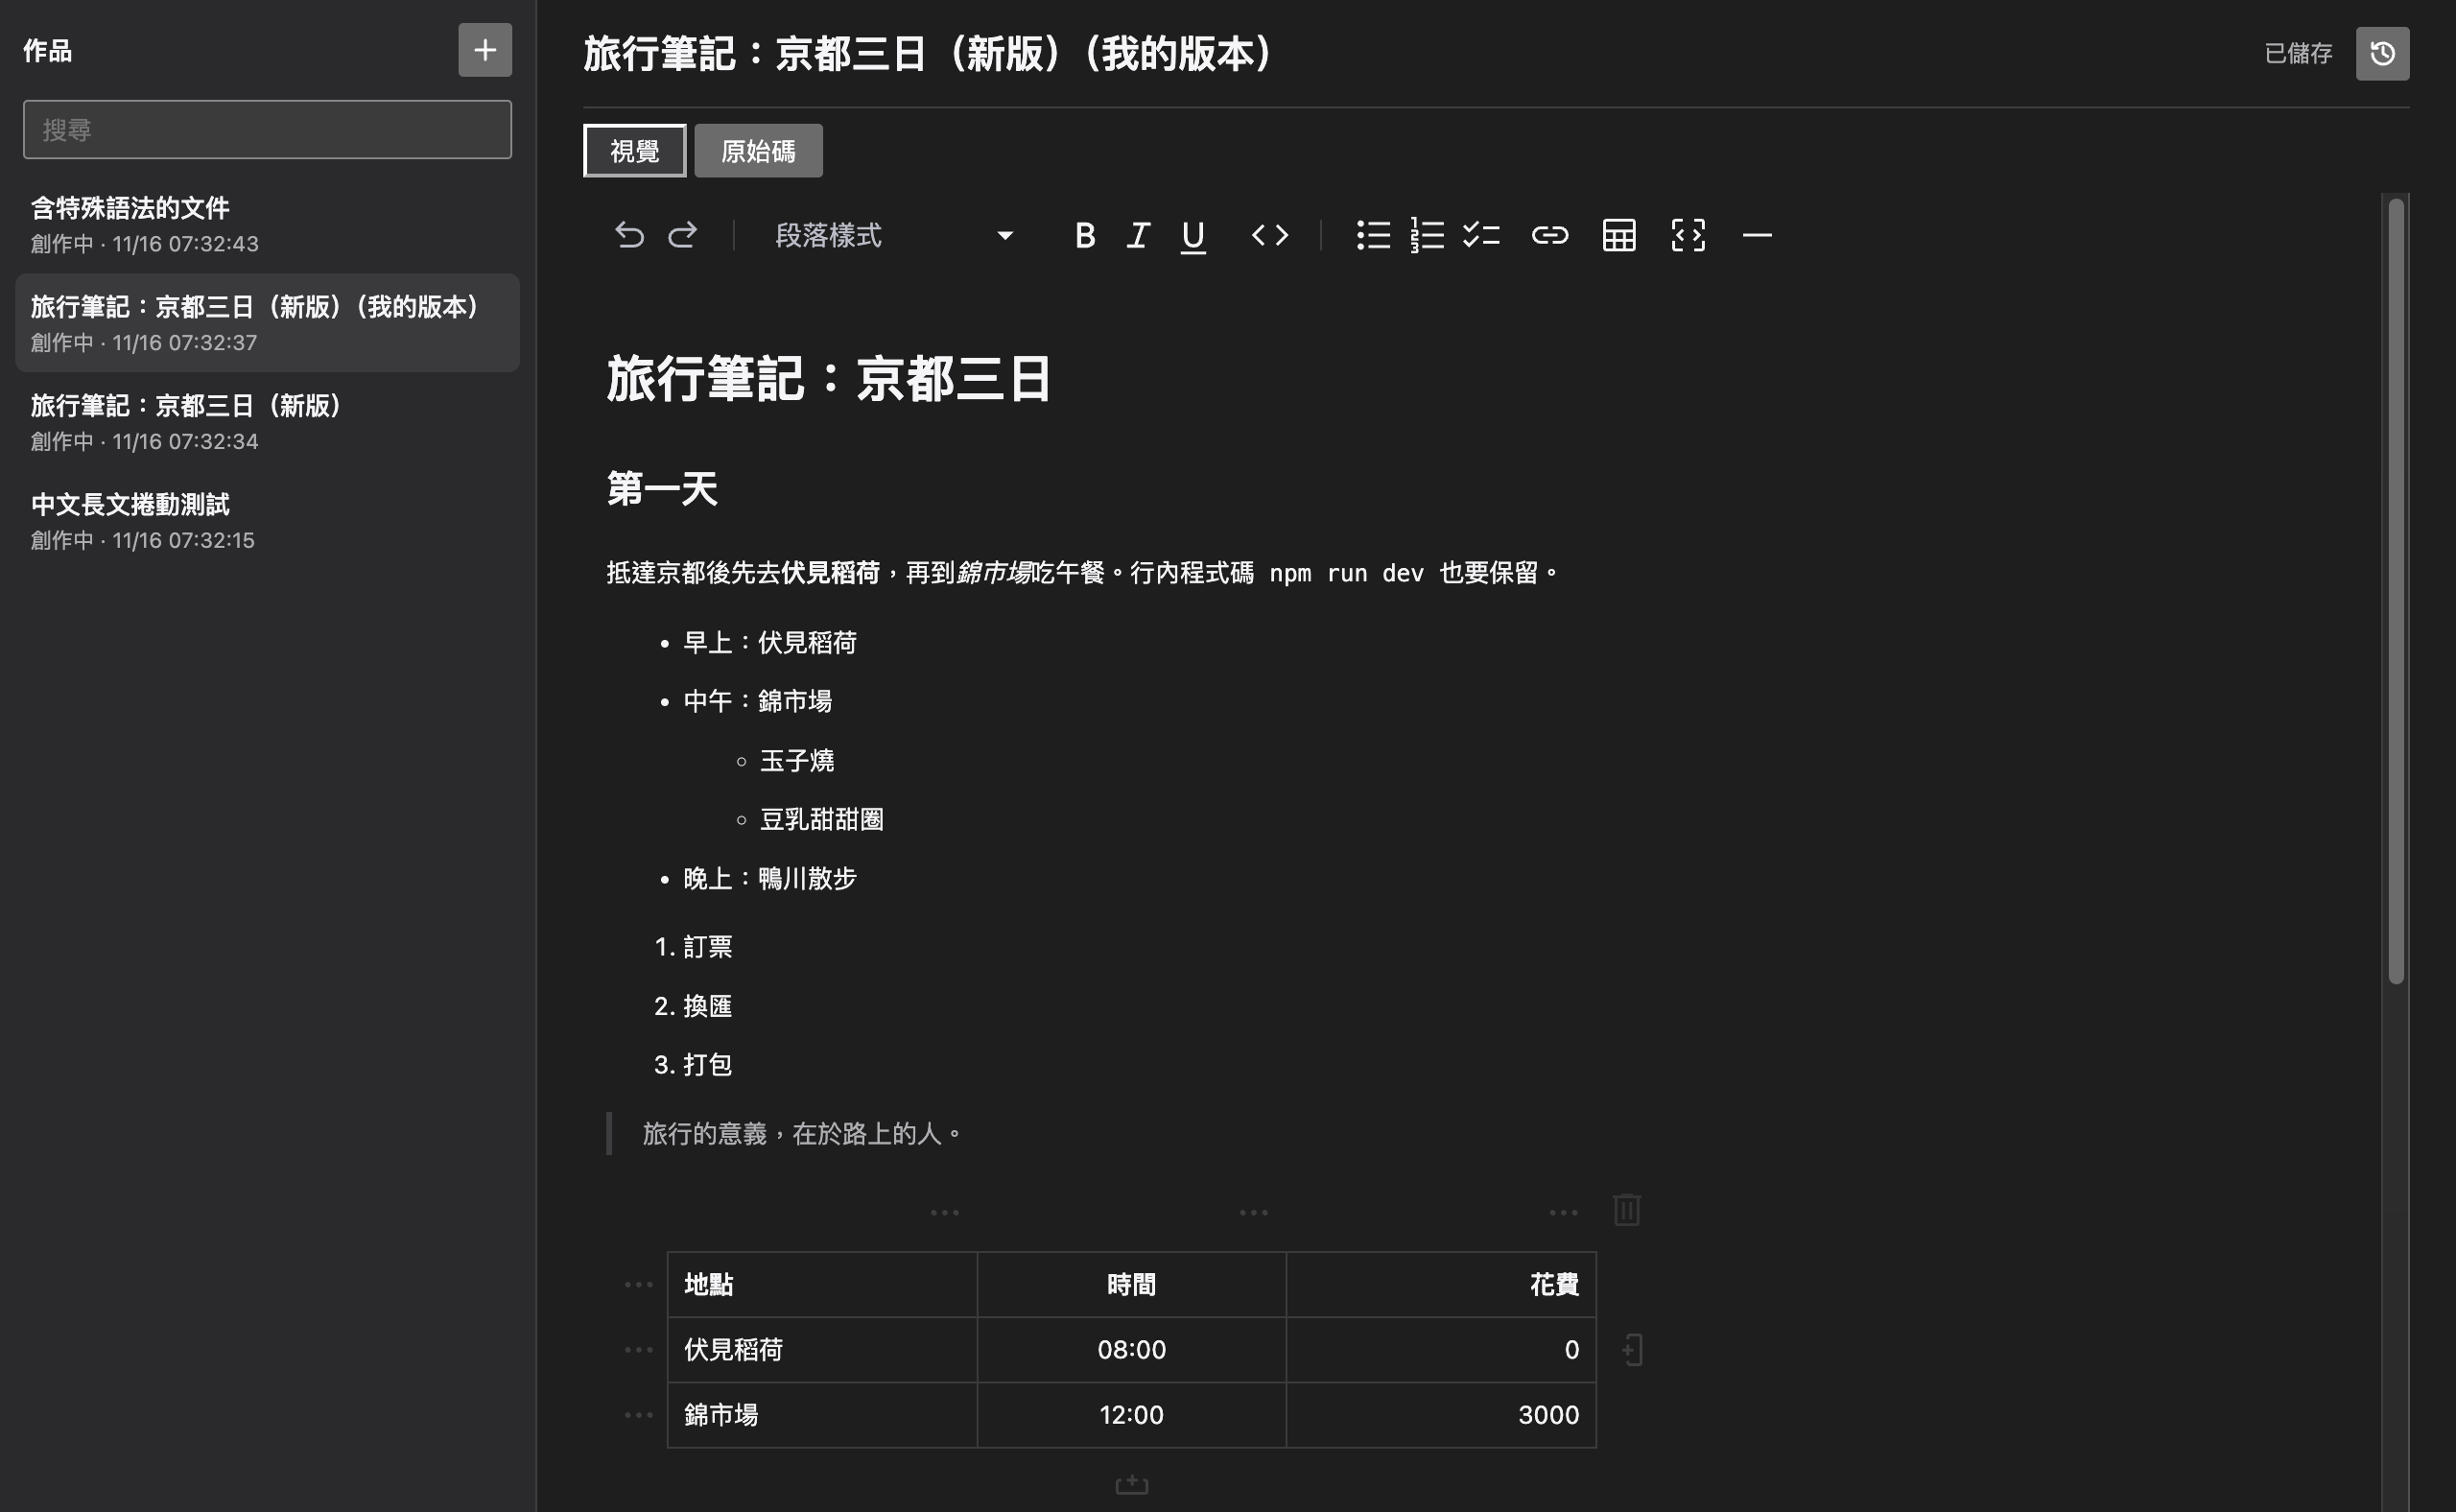 作品
搜尋
含特殊語法的文件
創作中 · 11/16 07:32:43
旅行筆記：京都三日（新版）（我的版本）
創作中 · 11/16 07:32:37
旅行筆記：京都三日（新版）
創作中 · 11/16 07:32:34
中文長文捲動測試
創作中 · 11/16 07:32:15
旅行筆記：京都三日（新版）（我的版本）
已儲存
視覺 原始碼
段落樣式
旅行筆記：京都三日
第一天
抵達京都後先去伏見稻荷，再到錦市場吃午餐。行內程式碼 npm run dev 也要保留。
• 早上：伏見稻荷
• 中午：錦市場
◦ 玉子燒
◦ 豆乳甜甜圈
• 晚上：鴨川散步
1. 訂票
2. 換匯
3. 打包
旅行的意義，在於路上的人。
地點 時間 花費
伏見稻荷 08:00 0
錦市場 12:00 3000